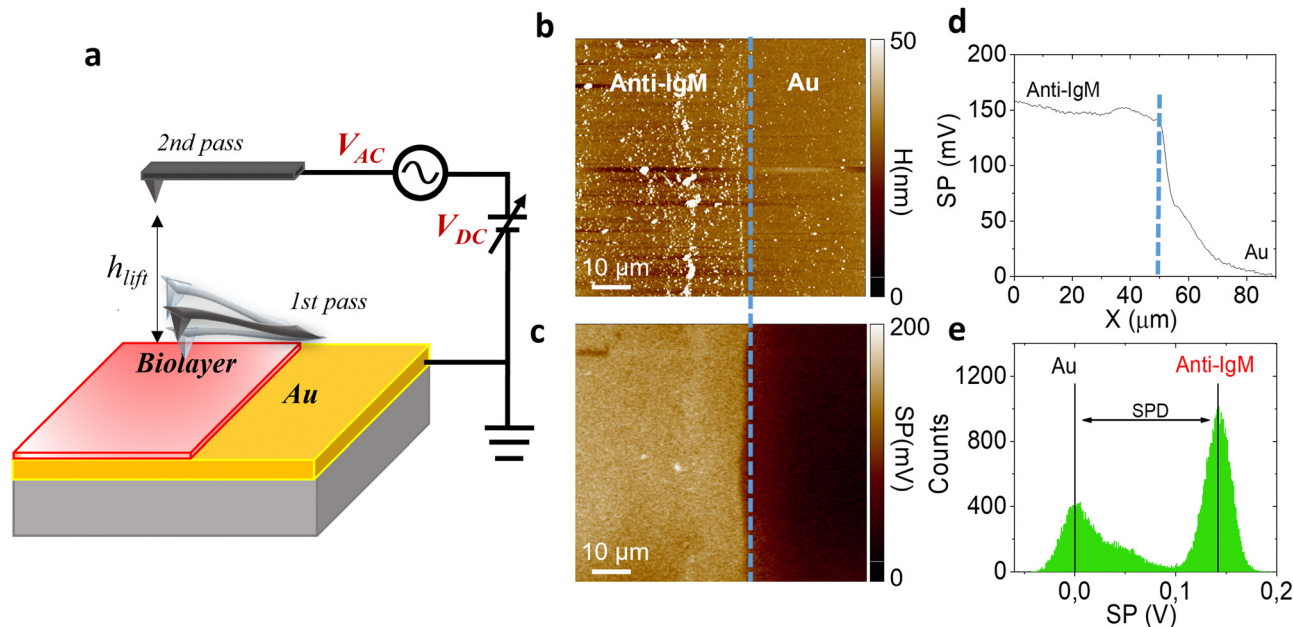 a
2nd pass
V_AC
V_DC
h_lift
1st pass
Biolayer
Au
b
Anti-IgM
Au
10 µm
50
H(nm)
0
c
10 µm
200
SP(mV)
0
d
200
150
100
50
0
SP (mV)
Anti-IgM
Au
0 20 40 60 80
X (µm)
e
Au
Anti-IgM
SPD
1200
800
400
0
Counts
0,0 0,1 0,2
SP (V)